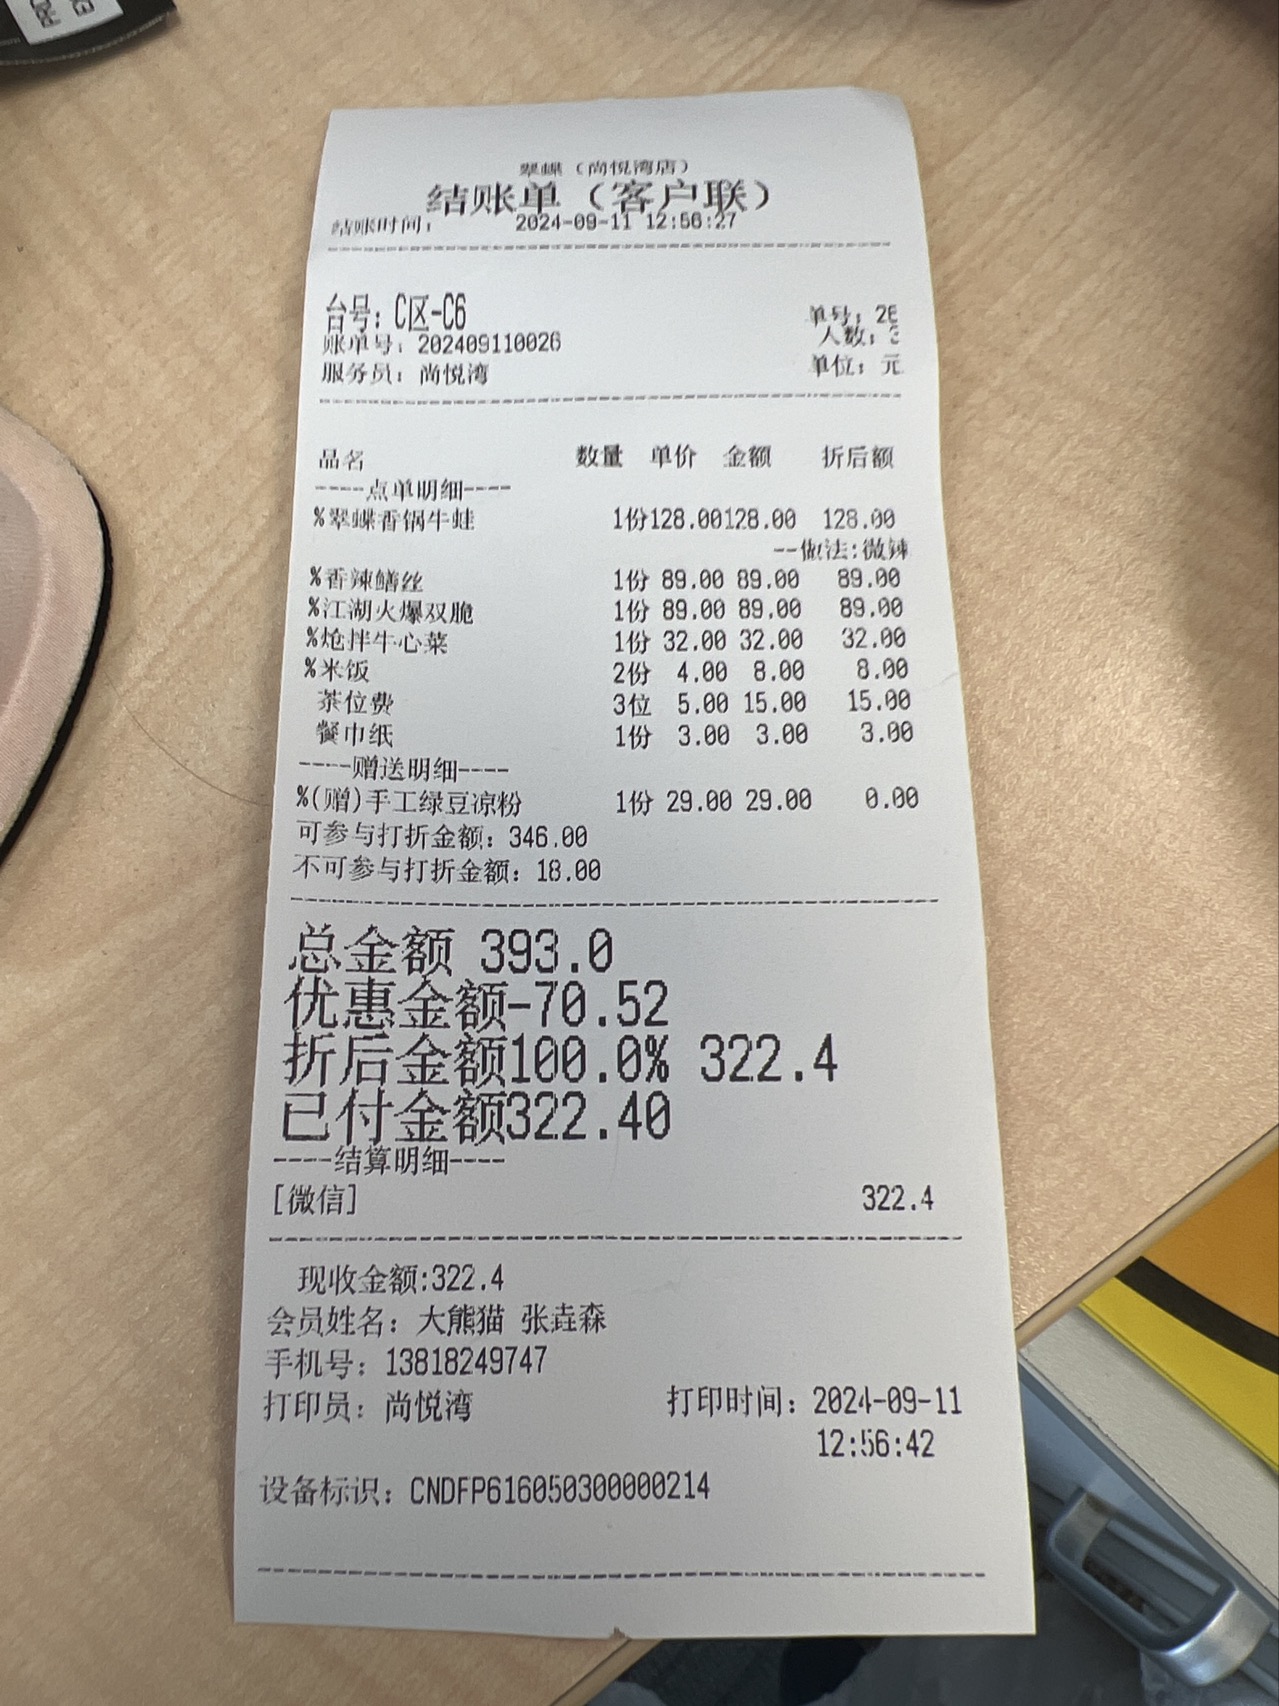 翠蝶（尚悦湾店）
结账单（客户联）
结账时间： 2024-09-11 12:56:27
台号：C区-C6 单号：
账单号：202409110026 人数：
服务员：尚悦湾 单位：元
品名 数量 单价 金额 折后额
----点单明细----
%翠蝶香锅牛蛙 1份128.00128.00 128.00
--做法:微辣
%香辣鳝丝 1份 89.00 89.00 89.00
%江湖火爆双脆 1份 89.00 89.00 89.00
%炝拌牛心菜 1份 32.00 32.00 32.00
%米饭 2份 4.00 8.00 8.00
茶位费 3位 5.00 15.00 15.00
餐巾纸 1份 3.00 3.00 3.00
----赠送明细----
%(赠)手工绿豆凉粉 1份 29.00 29.00 0.00
可参与打折金额：346.00
不可参与打折金额：18.00
总金额 393.0
优惠金额-70.52
折后金额100.0% 322.4
已付金额322.40
----结算明细----
[微信] 322.4
现收金额:322.4
会员姓名：大熊猫 张垚森
手机号：13818249747
打印员：尚悦湾 打印时间：2024-09-11
12:56:42
设备标识：CNDFP616050300000214